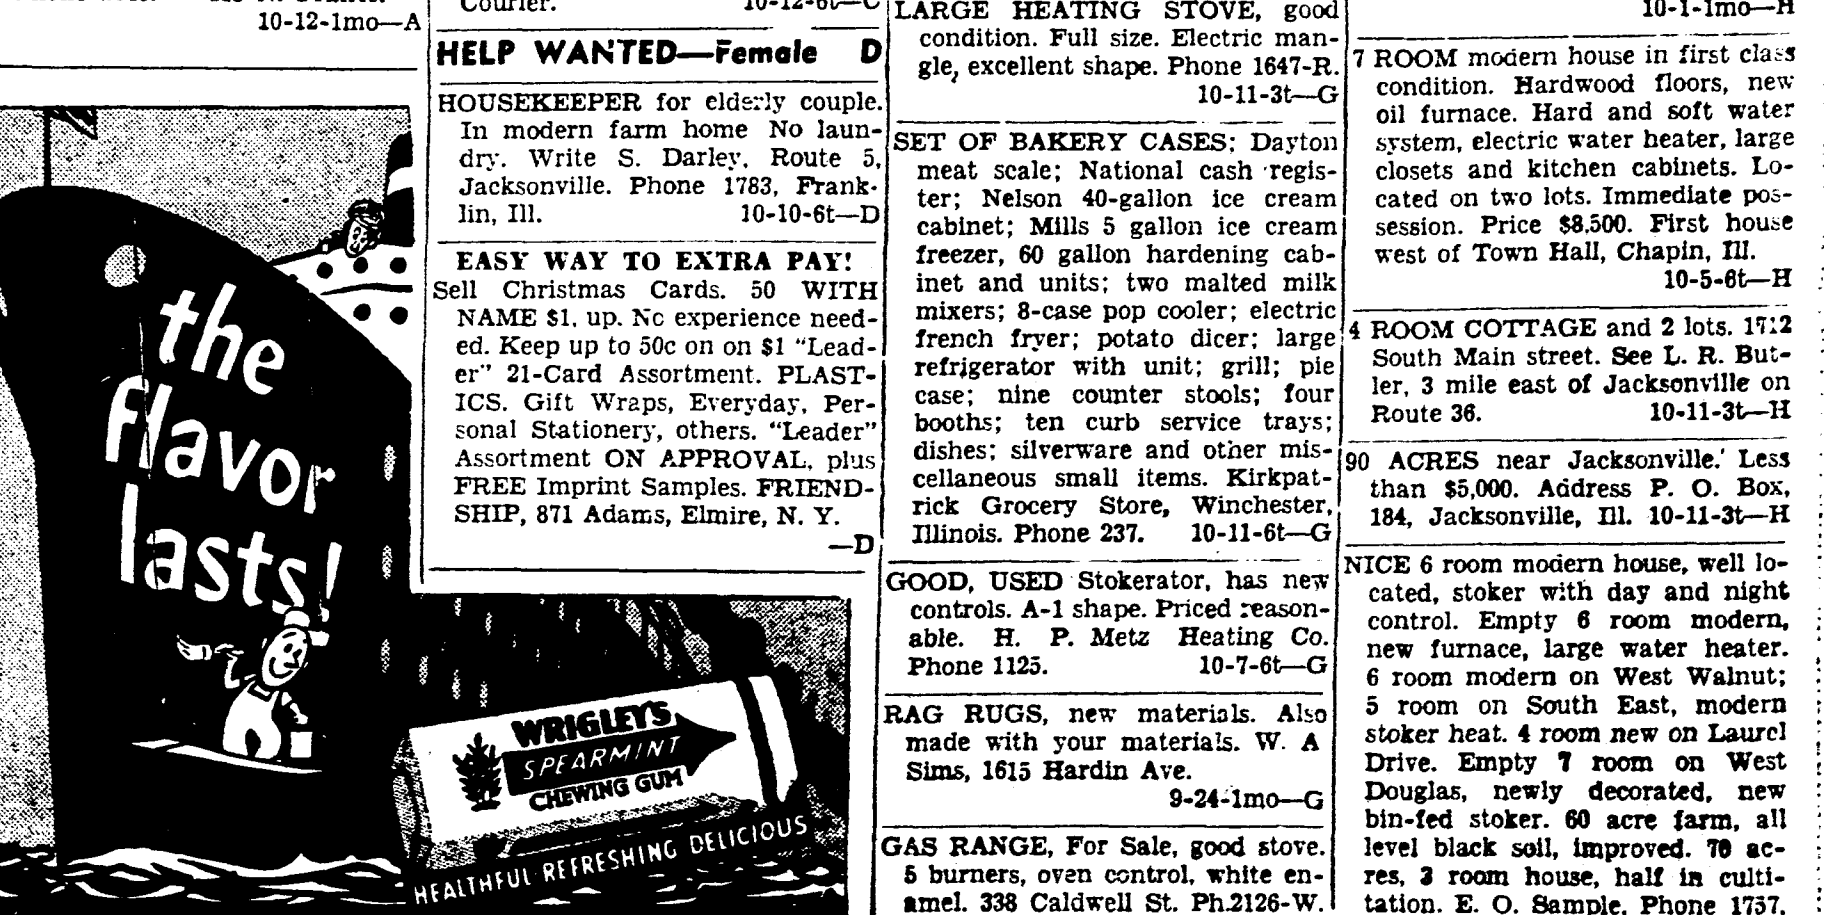 10-12-1mo—A
the
flavor
lasts!
WRIGLEY'S
SPEARMINT
CHEWING GUM
HEALTHFUL REFRESHING DELICIOUS
Courier. 10-12-6t—C
HELP WANTED—Female D
HOUSEKEEPER for elderly couple.
In modern farm home No laun-
dry. Write S. Darley, Route 5,
Jacksonville. Phone 1783, Frank-
lin, Ill. 10-10-6t—D
EASY WAY TO EXTRA PAY!
Sell Christmas Cards. 50 WITH
NAME $1. up. No experience need-
ed. Keep up to 50c on on $1 "Lead-
er" 21-Card Assortment. PLAST-
ICS. Gift Wraps, Everyday, Per-
sonal Stationery, others. "Leader"
Assortment ON APPROVAL, plus
FREE Imprint Samples. FRIEND-
SHIP, 871 Adams, Elmire, N. Y.
—D
LARGE HEATING STOVE, good
condition. Full size. Electric man-
gle, excellent shape. Phone 1647-R.
10-11-3t—G
SET OF BAKERY CASES; Dayton
meat scale; National cash regis-
ter; Nelson 40-gallon ice cream
cabinet; Mills 5 gallon ice cream
freezer, 60 gallon hardening cab-
inet and units; two malted milk
mixers; 8-case pop cooler; electric
french fryer; potato dicer; large
refrigerator with unit; grill; pie
case; nine counter stools; four
booths; ten curb service trays;
dishes; silverware and other mis-
cellaneous small items. Kirkpat-
rick Grocery Store, Winchester,
Illinois. Phone 237. 10-11-6t—G
GOOD, USED Stokerator, has new
controls. A-1 shape. Priced reason-
able. H. P. Metz Heating Co.
Phone 1125. 10-7-6t—G
RAG RUGS, new materials. Also
made with your materials. W. A
Sims, 1615 Hardin Ave.
9-24-1mo—G
GAS RANGE, For Sale, good stove.
5 burners, oven control, white en-
amel. 338 Caldwell St. Ph.2126-W.
10-1-1mo—H
7 ROOM modern house in first class
condition. Hardwood floors, new
oil furnace. Hard and soft water
system, electric water heater, large
closets and kitchen cabinets. Lo-
cated on two lots. Immediate pos-
session. Price $8,500. First house
west of Town Hall, Chapin, Ill.
10-5-6t—H
4 ROOM COTTAGE and 2 lots. 1712
South Main street. See L. R. But-
ler, 3 mile east of Jacksonville on
Route 36. 10-11-3t—H
90 ACRES near Jacksonville. Less
than $5,000. Address P. O. Box,
184, Jacksonville, Ill. 10-11-3t—H
NICE 6 room modern house, well lo-
cated, stoker with day and night
control. Empty 6 room modern,
new furnace, large water heater.
6 room modern on West Walnut;
5 room on South East, modern
stoker heat. 4 room new on Laurel
Drive. Empty 7 room on West
Douglas, newly decorated, new
bin-fed stoker. 60 acre farm, all
level black soil, improved. 70 ac-
res, 3 room house, half in culti-
tation. E. O. Sample. Phone 1757.